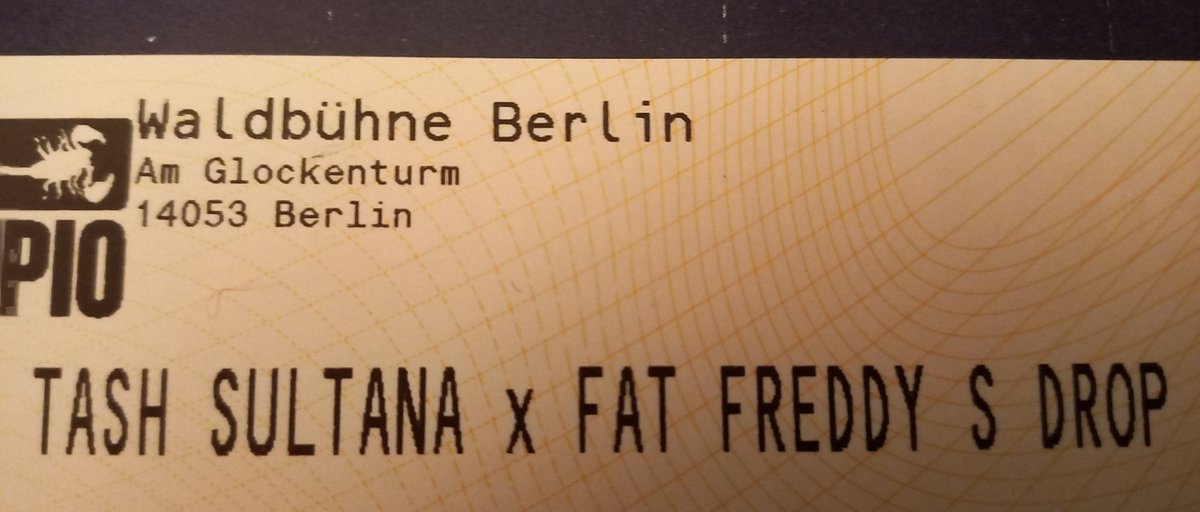 Waldbühne Berlin
Am Glockenturm
14053 Berlin
PIO
TASH SULTANA x FAT FREDDY S DROP